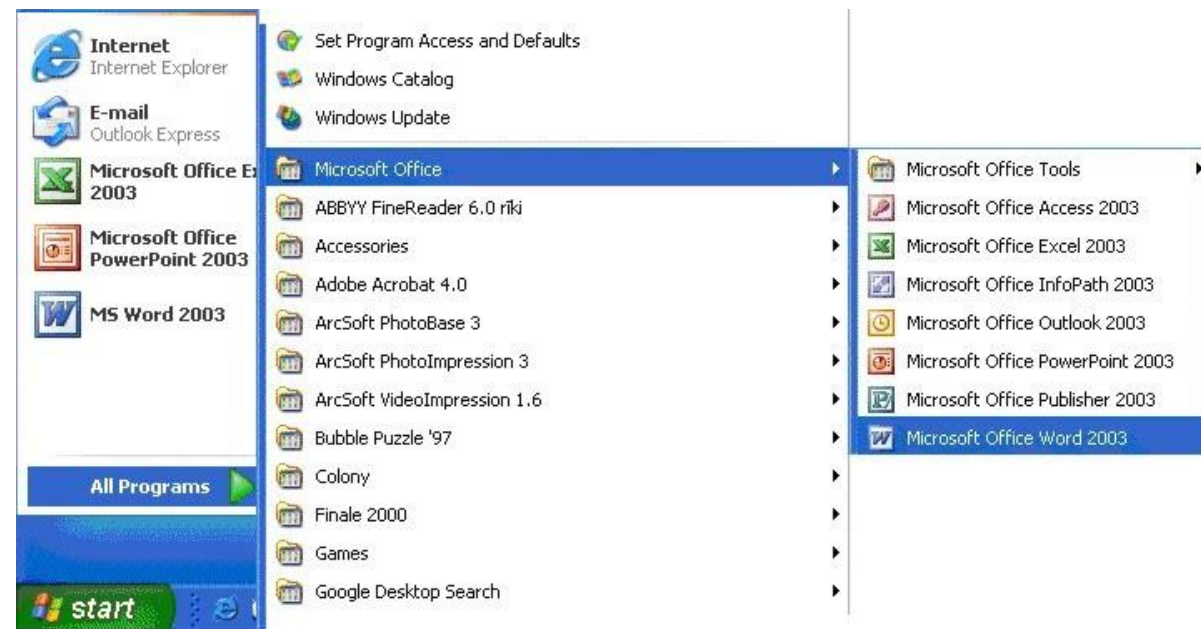 Internet
Internet Explorer
E-mail
Outlook Express
Microsoft Office Ex
2003
Microsoft Office
PowerPoint 2003
MS Word 2003
All Programs
start
Set Program Access and Defaults
Windows Catalog
Windows Update
Microsoft Office
ABBYY FineReader 6.0 rīki
Accessories
Adobe Acrobat 4.0
ArcSoft PhotoBase 3
ArcSoft PhotoImpression 3
ArcSoft VideoImpression 1.6
Bubble Puzzle '97
Colony
Finale 2000
Games
Google Desktop Search
Microsoft Office Tools
Microsoft Office Access 2003
Microsoft Office Excel 2003
Microsoft Office InfoPath 2003
Microsoft Office Outlook 2003
Microsoft Office PowerPoint 2003
Microsoft Office Publisher 2003
Microsoft Office Word 2003